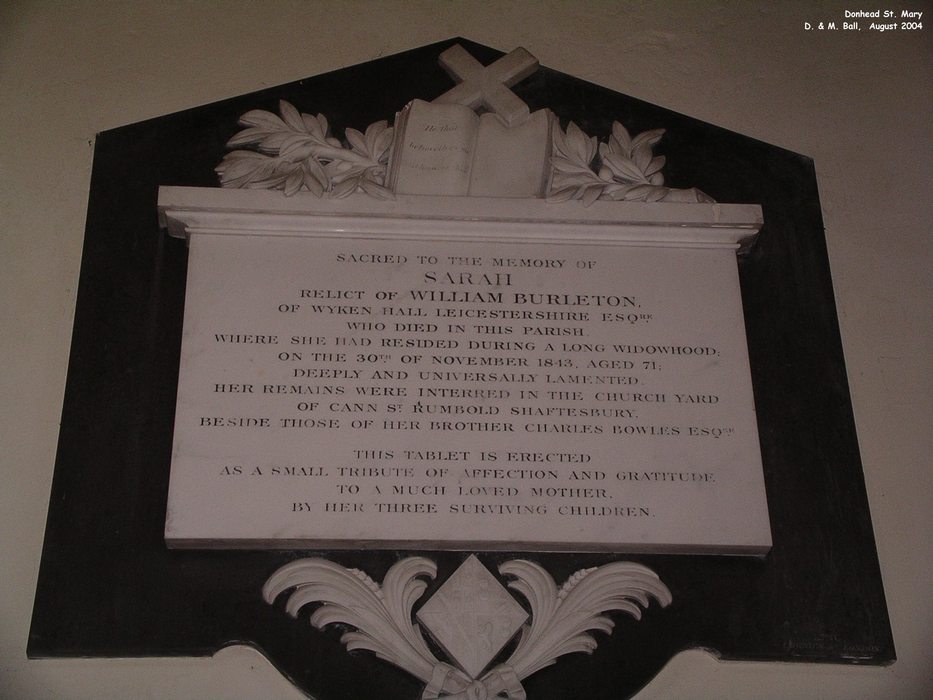 Donhead St. Mary
D. & M. Ball, August 2004
He that
believeth
SACRED TO THE MEMORY OF
SARAH
RELICT OF WILLIAM BURLETON,
OF WYKEN HALL LEICESTERSHIRE ESQRE
WHO DIED IN THIS PARISH,
WHERE SHE HAD RESIDED DURING A LONG WIDOWHOOD;
ON THE 30TH OF NOVEMBER 1843, AGED 71;
DEEPLY AND UNIVERSALLY LAMENTED.
HER REMAINS WERE INTERRED IN THE CHURCH YARD
OF CANN ST RUMBOLD SHAFTESBURY,
BESIDE THOSE OF HER BROTHER CHARLES BOWLES ESQRE
THIS TABLET IS ERECTED
AS A SMALL TRIBUTE OF AFFECTION AND GRATITUDE
TO A MUCH LOVED MOTHER,
BY HER THREE SURVIVING CHILDREN.